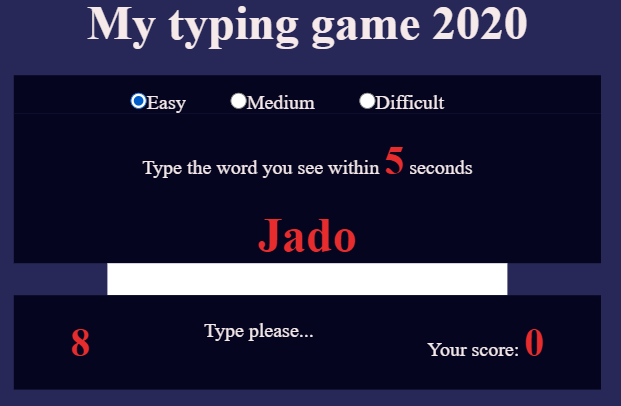 My typing game 2020
Easy Medium Difficult
Type the word you see within 5 seconds
Jado
8 Type please... Your score: 0